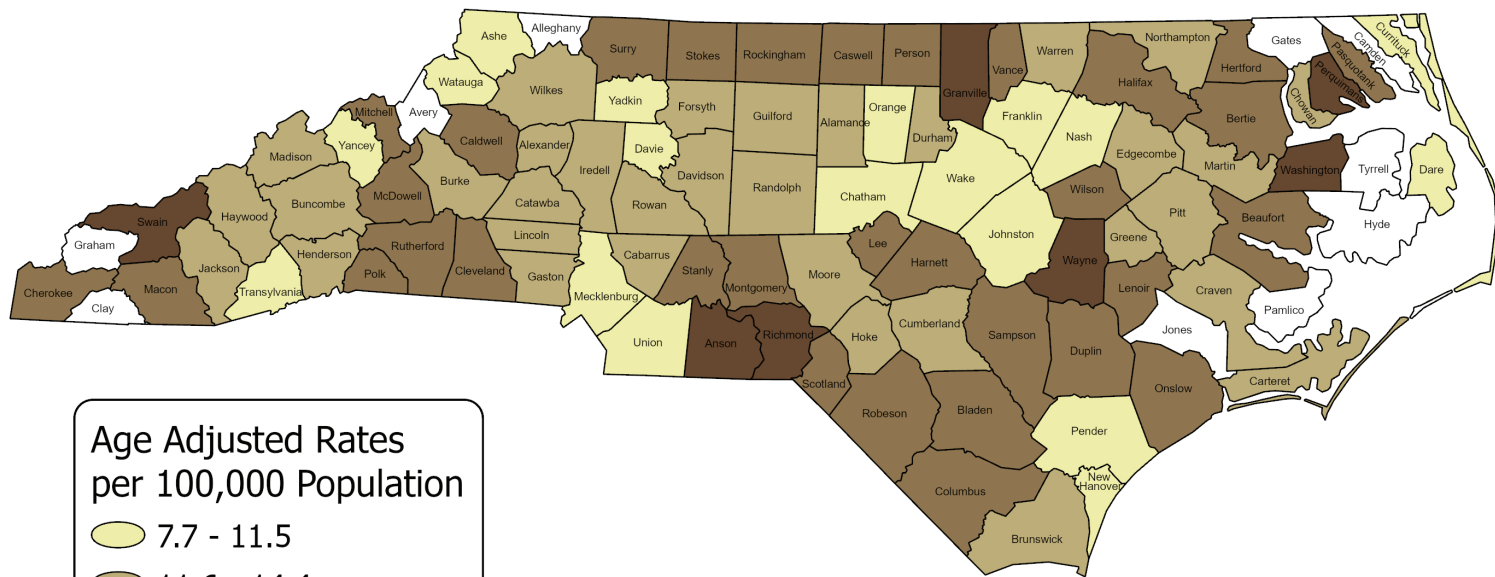 Ashe
Alleghany
Surry
Stokes
Rockingham
Caswell
Person
Granville
Vance
Warren
Northampton
Gates
Camden
Currituck
Watauga
Wilkes
Yadkin
Forsyth
Guilford
Alamance
Orange
Durham
Franklin
Nash
Halifax
Hertford
Bertie
Chowan
Perquimans
Pasquotank
Mitchell
Avery
Caldwell
Alexander
Iredell
Davie
Davidson
Randolph
Chatham
Wake
Edgecombe
Martin
Washington
Tyrrell
Dare
Madison
Yancey
Burke
Catawba
Rowan
Wilson
Pitt
Beaufort
Hyde
Swain
Haywood
Buncombe
McDowell
Lincoln
Johnston
Greene
Graham
Jackson
Henderson
Rutherford
Cleveland
Gaston
Cabarrus
Stanly
Montgomery
Moore
Lee
Harnett
Wayne
Lenoir
Craven
Pamlico
Cherokee
Clay
Macon
Transylvania
Polk
Mecklenburg
Union
Anson
Richmond
Hoke
Cumberland
Sampson
Duplin
Jones
Onslow
Carteret
Scotland
Robeson
Bladen
Pender
Columbus
New
Hanover
Brunswick
Age Adjusted Rates
per 100,000 Population
7.7 - 11.5